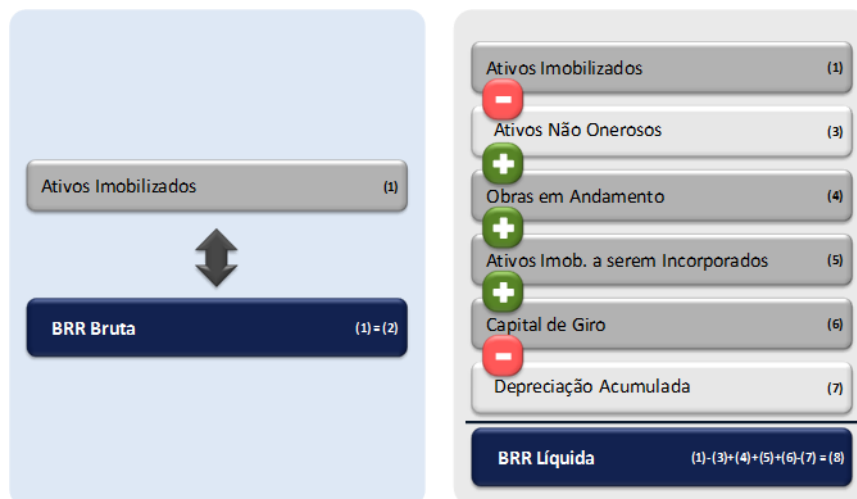 Ativos Imobilizados (1)
BRR Bruta (1)=(2)
Ativos Imobilizados (1)
Ativos Não Onerosos (3)
Obras em Andamento (4)
Ativos Imob. a serem Incorporados (5)
Capital de Giro (6)
Depreciação Acumulada (7)
BRR Líquida (1)-(3)+(4)+(5)+(6)-(7) = (8)